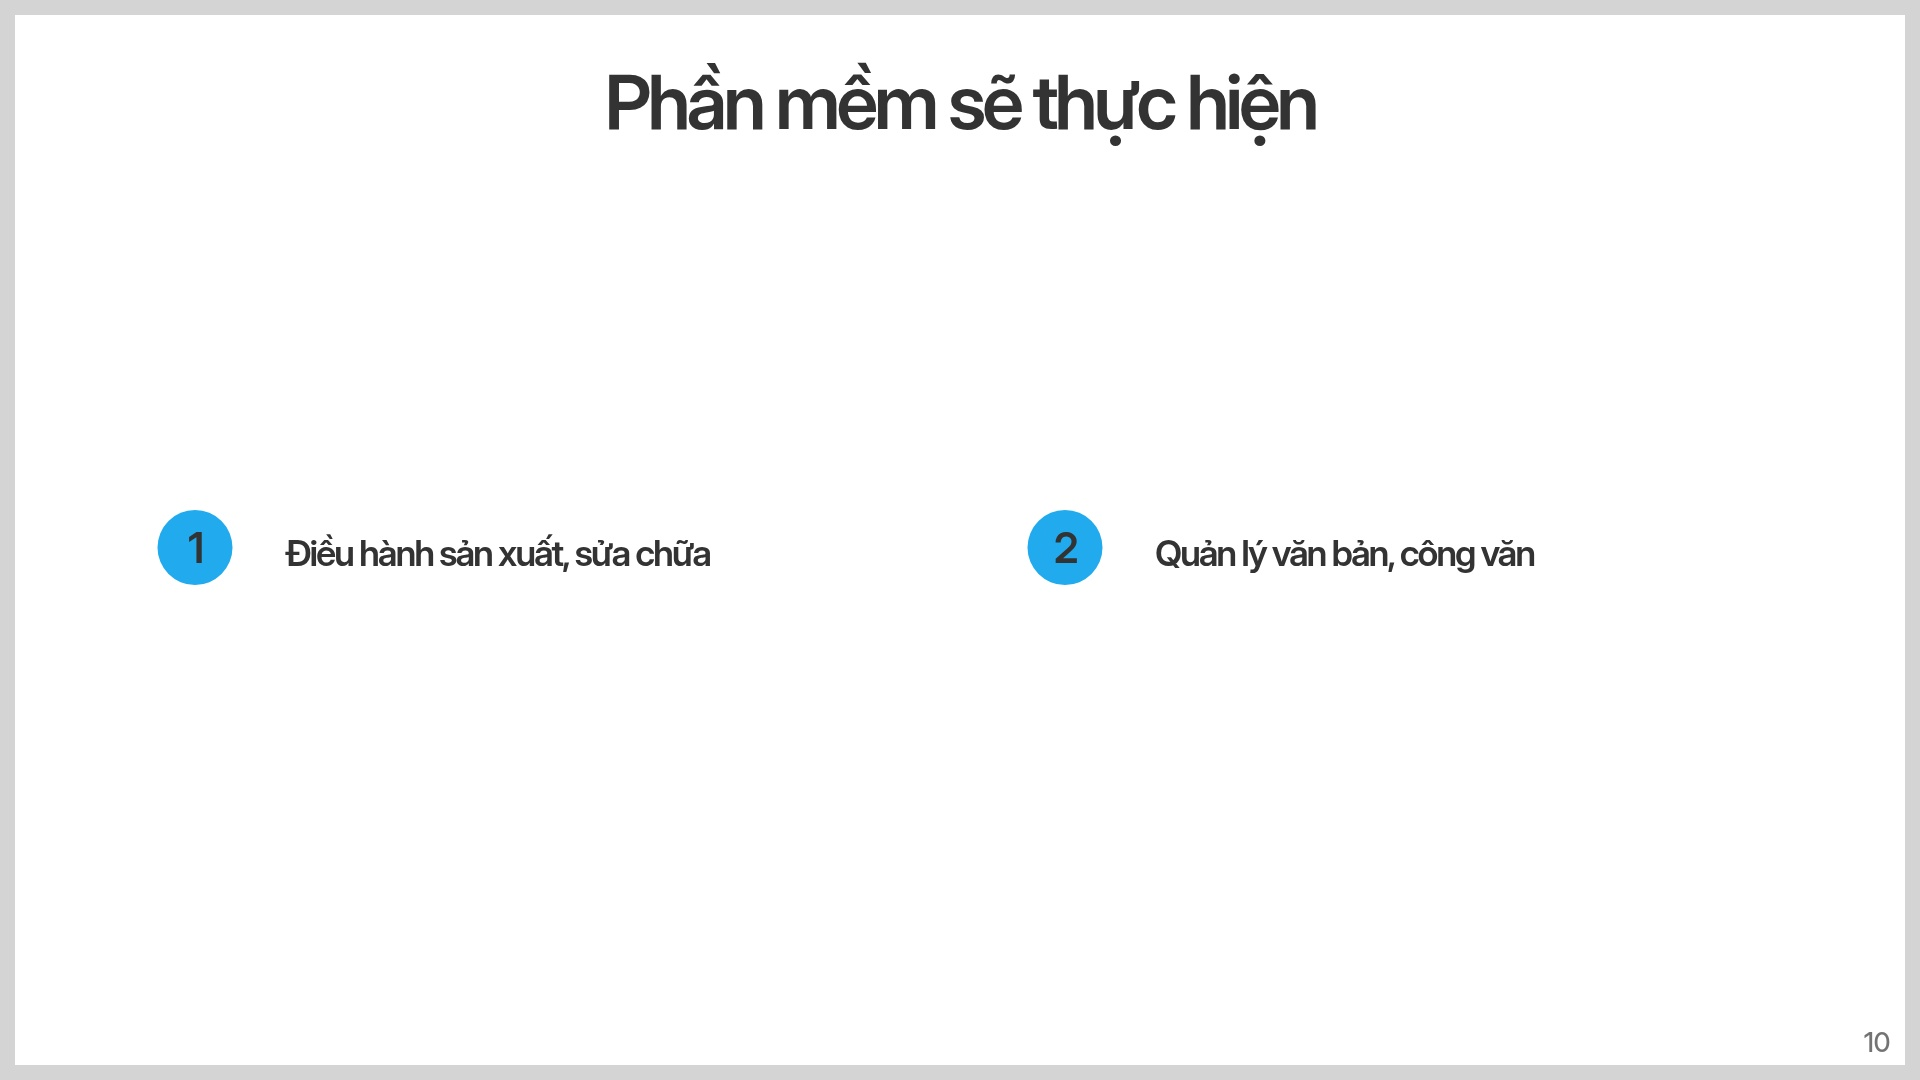 Phần mềm sẽ thực hiện
1
Điều hành sản xuất, sửa chữa
2
Quản lý văn bản, công văn
10